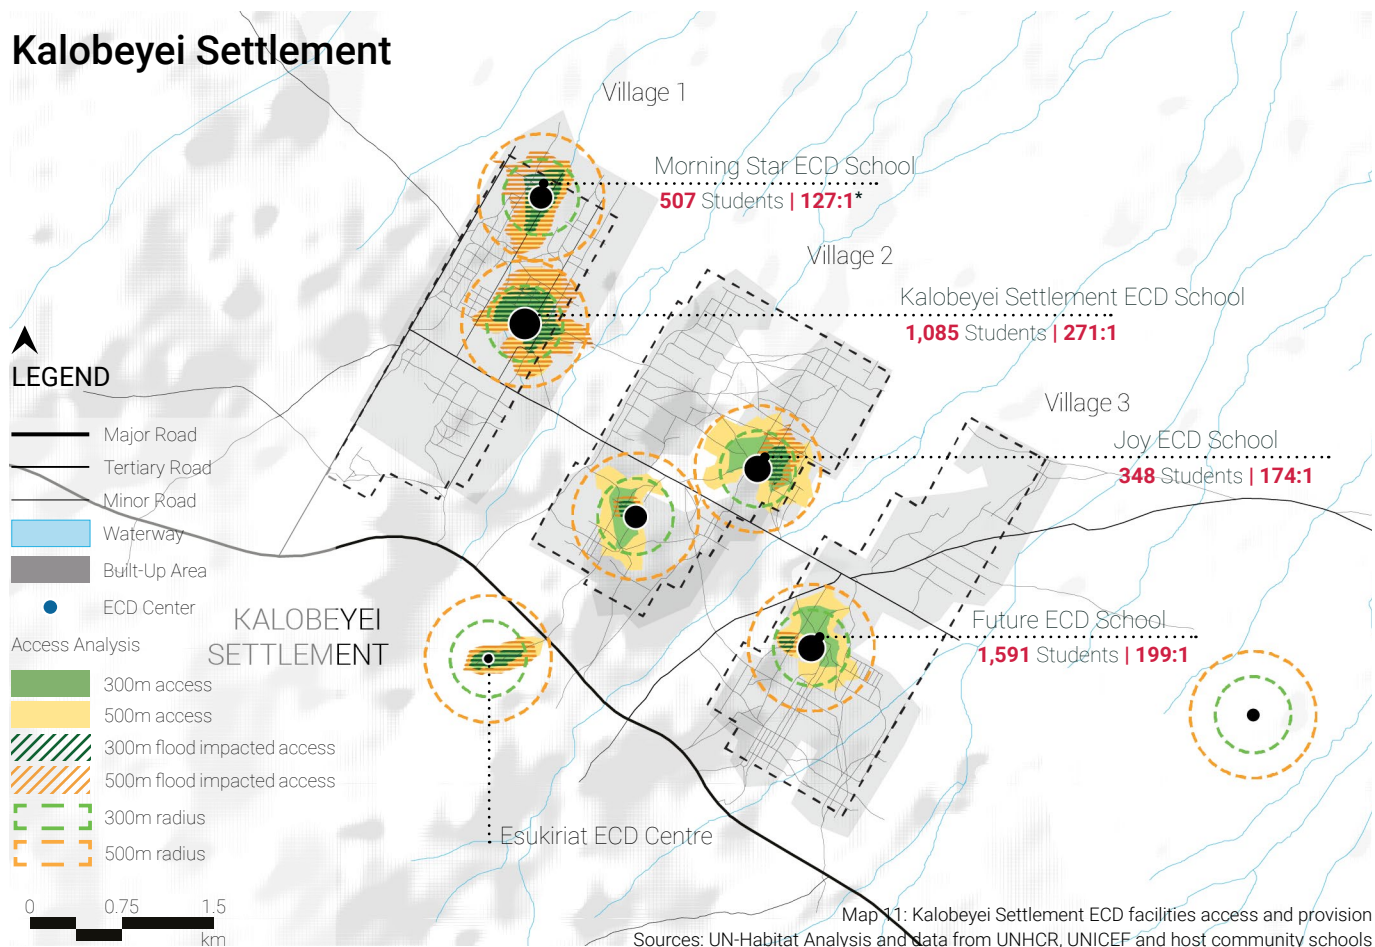 Kalobeyei Settlement
Village 1
Morning Star ECD School
507 Students | 127:1*
Village 2
Kalobeyei Settlement ECD School
1,085 Students | 271:1
Village 3
Joy ECD School
348 Students | 174:1
Future ECD School
1,591 Students | 199:1
KALOBEYEI
SETTLEMENT
Esukiriat ECD Centre
LEGEND
Major Road
Tertiary Road
Minor Road
Waterway
Built-Up Area
ECD Center
Access Analysis
300m access
500m access
300m flood impacted access
500m flood impacted access
300m radius
500m radius
0 0.75 1.5
km
Map 11: Kalobeyei Settlement ECD facilities access and provision
Sources: UN-Habitat Analysis and data from UNHCR, UNICEF and host community schools